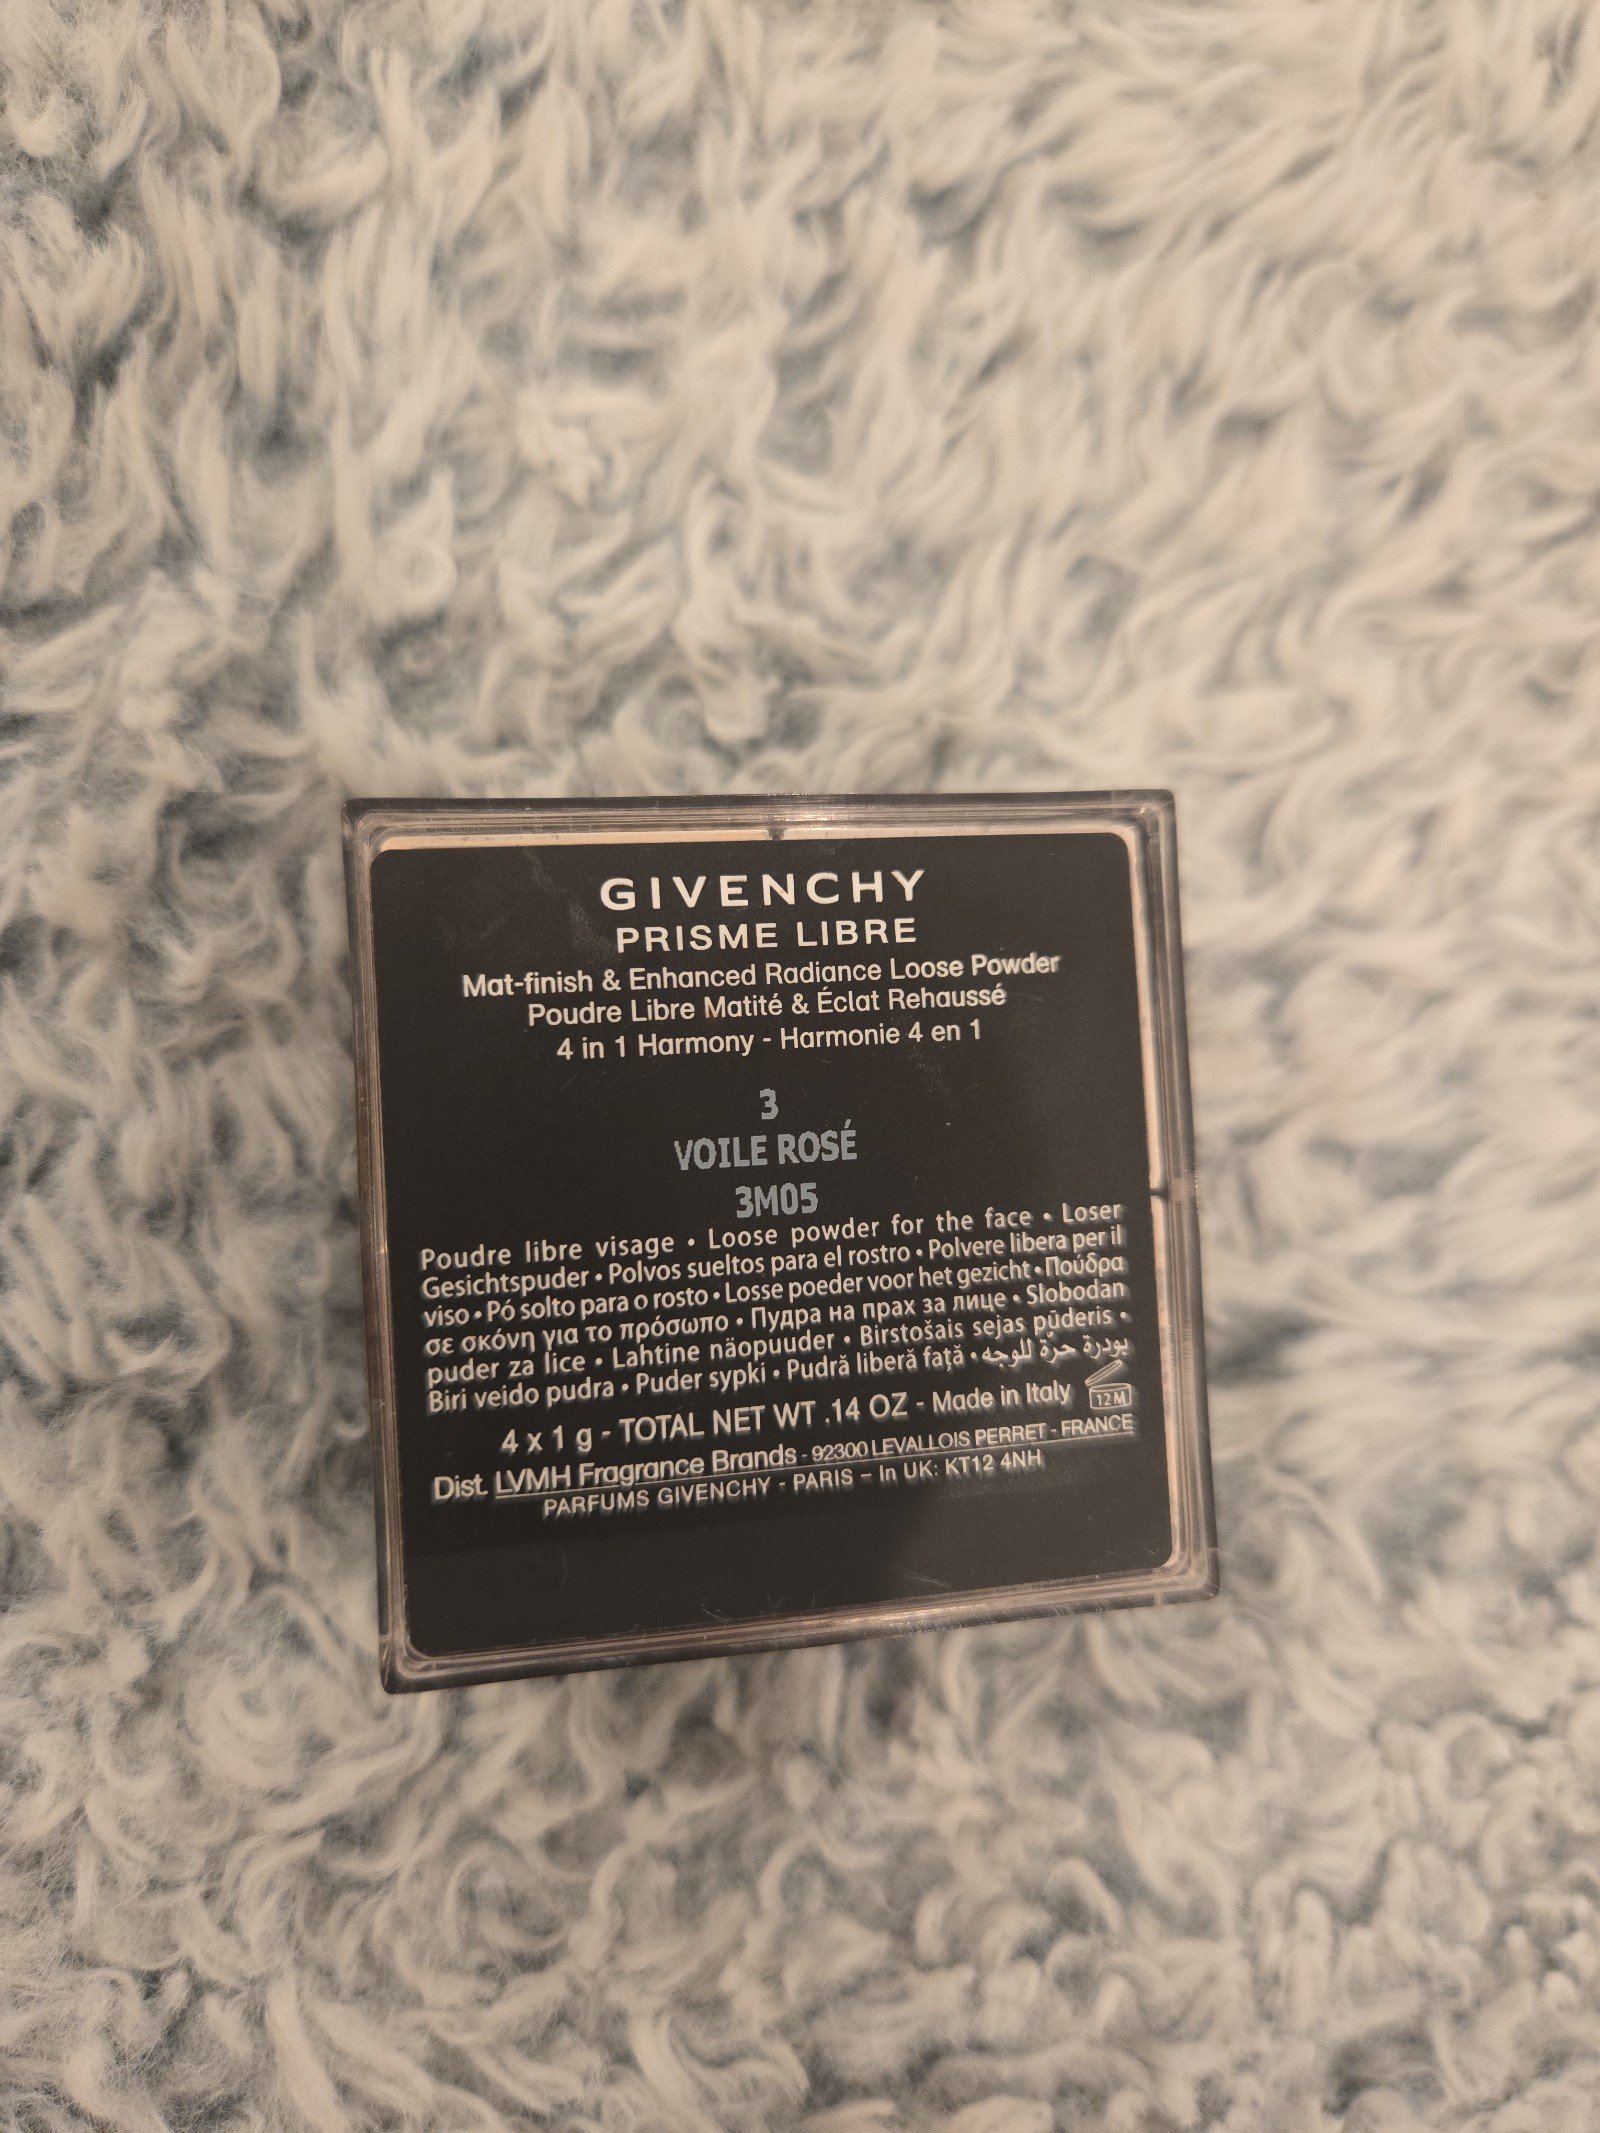 GIVENCHY
PRISME LIBRE
Mat-finish & Enhanced Radiance Loose Powder
Poudre Libre Matité & Éclat Rehaussé
4 in 1 Harmony - Harmonie 4 en 1
3
VOILE ROSÉ
3M05
Poudre libre visage • Loose powder for the face • Loser
Gesichtspuder • Polvos sueltos para el rostro • Polvere libera per il
viso • Pó solto para o rosto • Losse poeder voor het gezicht • Πούδρα
σε σκόνη για το πρόσωπο • Пудра на прах за лице • Slobodan
puder za lice • Lahtine näopuuder • Birstošais sejas pūderis •
Biri veido pudra • Puder sypki • Pudră liberă față • بودرة حرّة للوجه
4 x 1 g - TOTAL NET WT .14 OZ - Made in Italy 12 M
Dist. LVMH Fragrance Brands - 92300 LEVALLOIS PERRET - FRANCE
PARFUMS GIVENCHY - PARIS – In UK: KT12 4NH